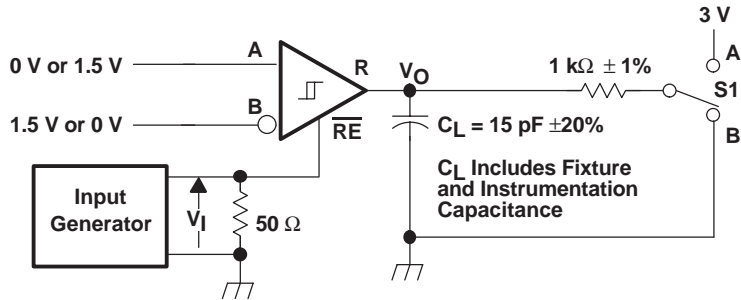 3 V
A
0 V or 1.5 V
A
R
VO
1 kΩ ± 1%
S1
B
1.5 V or 0 V
RE
CL = 15 pF ±20%
B
CL Includes Fixture
and Instrumentation
Capacitance
Input
Generator
VI
50 Ω